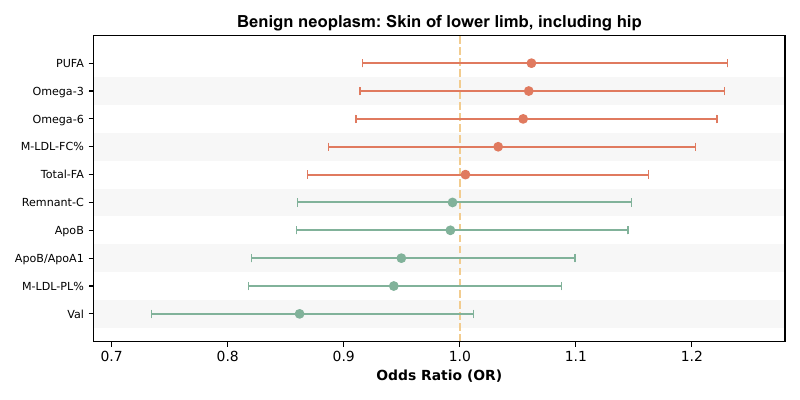 Benign neoplasm: Skin of lower limb, including hip
PUFA
Omega-3
Omega-6
M-LDL-FC%
Total-FA
Remnant-C
ApoB
ApoB/ApoA1
M-LDL-PL%
Val
0.7 0.8 0.9 1.0 1.1 1.2
Odds Ratio (OR)